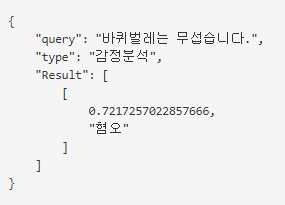 {
    "query": "바퀴벌레는 무섭습니다.",
    "type": "감정분석",
    "Result": [
        [
            0.7217257022857666,
            "혐오"
        ]
    ]
}